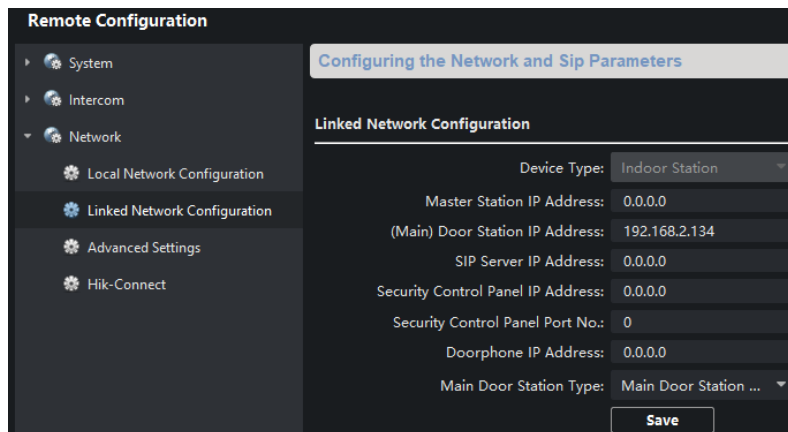 Remote Configuration
System
Intercom
Network
Local Network Configuration
Linked Network Configuration
Advanced Settings
Hik-Connect
Configuring the Network and Sip Parameters
Linked Network Configuration
Device Type: Indoor Station
Master Station IP Address: 0.0.0.0
(Main) Door Station IP Address: 192.168.2.134
SIP Server IP Address: 0.0.0.0
Security Control Panel IP Address: 0.0.0.0
Security Control Panel Port No.: 0
Doorphone IP Address: 0.0.0.0
Main Door Station Type: Main Door Station ...
Save